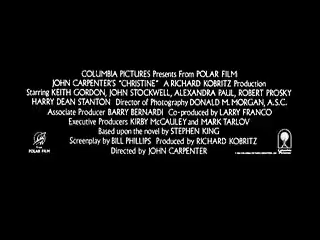 COLUMBIA PICTURES Presents From POLAR FILM
JOHN CARPENTER'S "CHRISTINE" A RICHARD KOBRITZ Production
Starring KEITH GORDON, JOHN STOCKWELL, ALEXANDRA PAUL, ROBERT PROSKY
HARRY DEAN STANTON Director of Photography DONALD M. MORGAN, A.S.C.
Associate Producer BARRY BERNARDI Co-produced by LARRY FRANCO
Executive Producers KIRBY McCAULEY and MARK TARLOV
Based upon the novel by STEPHEN KING
Screenplay by BILL PHILLIPS Produced by RICHARD KOBRITZ
Directed by JOHN CARPENTER
POLAR FILM